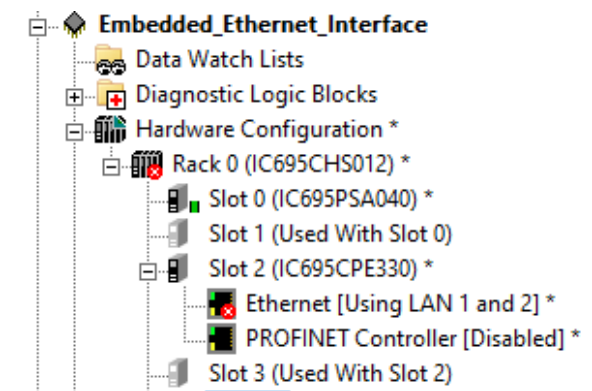 Embedded_Ethernet_Interface
Data Watch Lists
Diagnostic Logic Blocks
Hardware Configuration *
Rack 0 (IC695CHS012) *
Slot 0 (IC695PSA040) *
Slot 1 (Used With Slot 0)
Slot 2 (IC695CPE330) *
Ethernet [Using LAN 1 and 2] *
PROFINET Controller [Disabled] *
Slot 3 (Used With Slot 2)